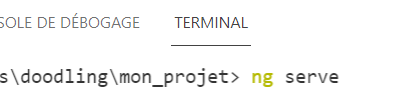 SOLE DE DÉBOGAGE TERMINAL
s\doodling\mon_projet> ng serve